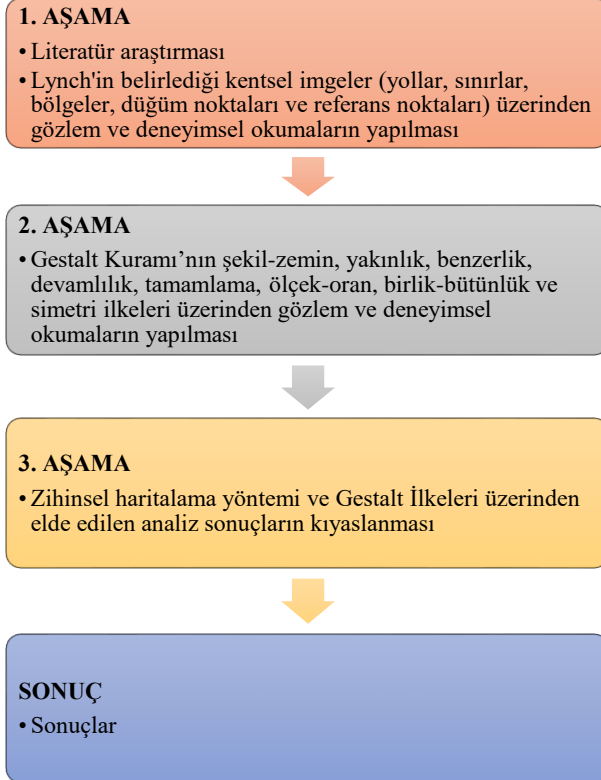 1. AŞAMA
• Literatür araştırması
• Lynch'in belirlediği kentsel imgeler (yollar, sınırlar,
bölgeler, düğüm noktaları ve referans noktaları) üzerinden
gözlem ve deneyimsel okumaların yapılması
2. AŞAMA
• Gestalt Kuramı’nın şekil-zemin, yakınlık, benzerlik,
devamlılık, tamamlama, ölçek-oran, birlik-bütünlük ve
simetri ilkeleri üzerinden gözlem ve deneyimsel
okumaların yapılması
3. AŞAMA
• Zihinsel haritalama yöntemi ve Gestalt İlkeleri üzerinden
elde edilen analiz sonuçların kıyaslanması
SONUÇ
• Sonuçlar